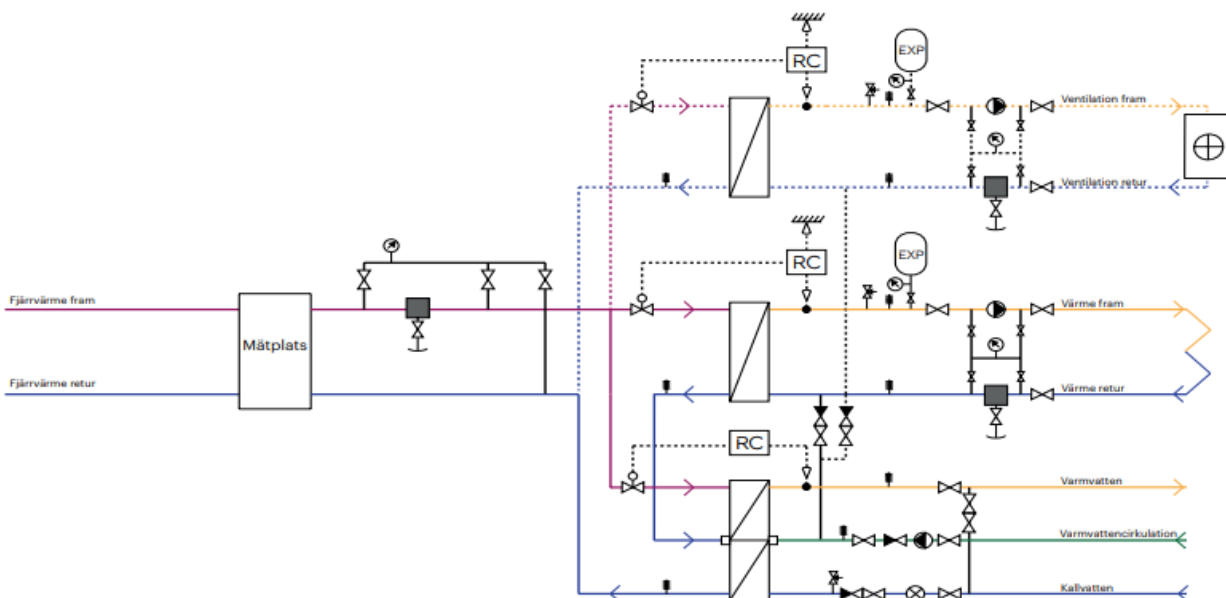 EXP
RC
Ventilation fram
Ventilation retur
RC
EXP
Fjärrvärme fram
Värme fram
Mätplats
Fjärrvärme retur
Värme retur
RC
Varmvatten
Varmvattencirkulation
Kallvatten